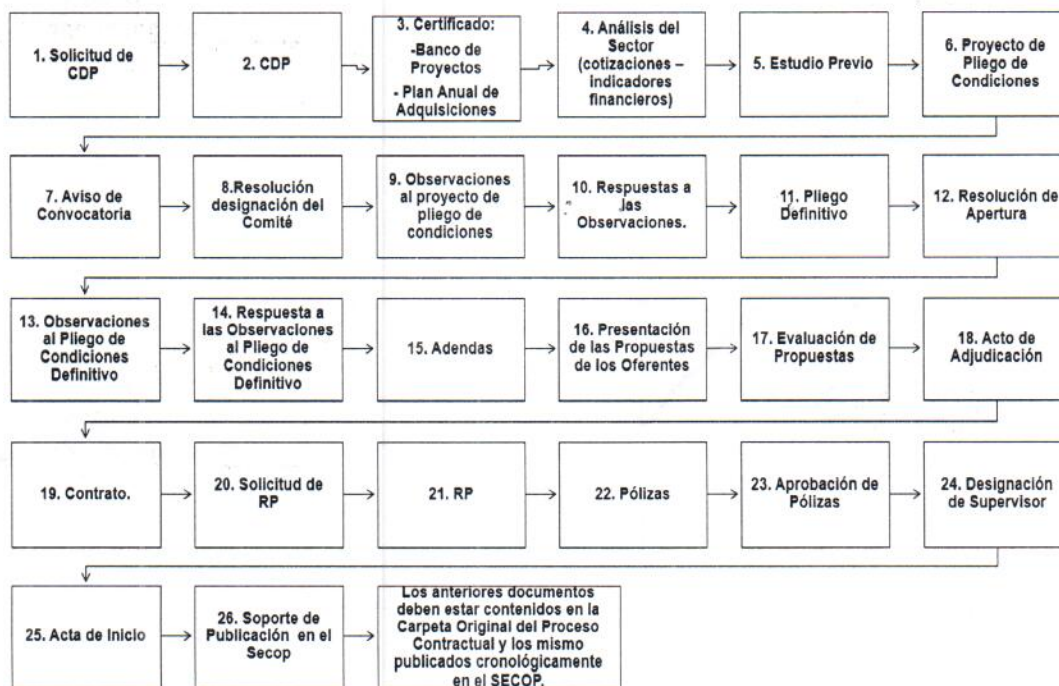 1. Solicitud de
CDP
2. CDP
3. Certificado:
-Banco de
Proyectos
- Plan Anual de
Adquisiciones
4. Análisis del
Sector
(cotizaciones –
indicadores
financieros)
5. Estudio Previo
6. Proyecto de
Pliego de
Condiciones
7. Aviso de
Convocatoria
8.Resolución
designación del
Comité
9. Observaciones
al proyecto de
pliego de
condiciones
10. Respuestas a
las
Observaciones.
11. Pliego
Definitivo
12. Resolución de
Apertura
13. Observaciones
al Pliego de
Condiciones
Definitivo
14. Respuesta a
las Observaciones
al Pliego de
Condiciones
Definitivo
15. Adendas
16. Presentación
de las Propuestas
de los Oferentes
17. Evaluación de
Propuestas
18. Acto de
Adjudicación
19. Contrato.
20. Solicitud de
RP
21. RP
22. Pólizas
23. Aprobación de
Pólizas
24. Designación
de Supervisor
25. Acta de Inicio
26. Soporte de
Publicación en el
Secop
Los anteriores documentos
deben estar contenidos en la
Carpeta Original del Proceso
Contractual y los mismo
publicados cronológicamente
en el SECOP.